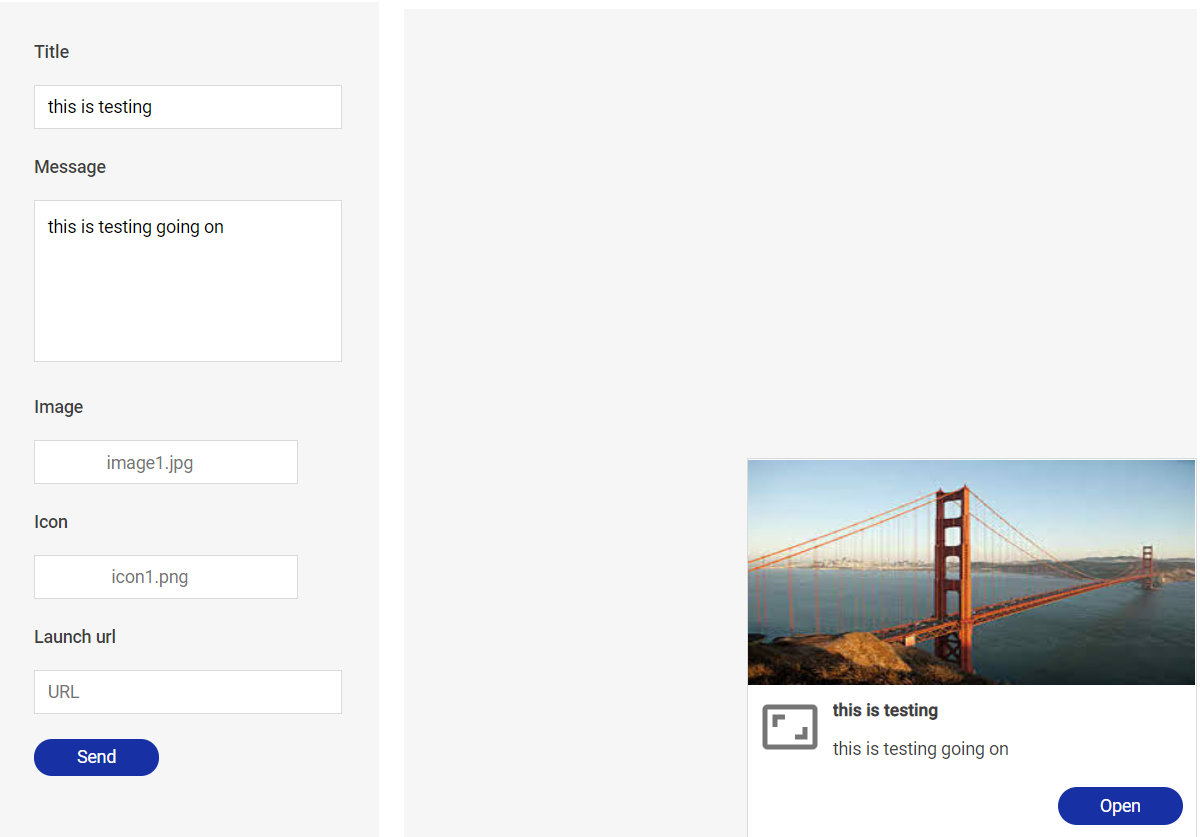 Title
this is testing
Message
this is testing going on
Image
image1.jpg
Icon
icon1.png
Launch url
URL
Send
this is testing
this is testing going on
Open